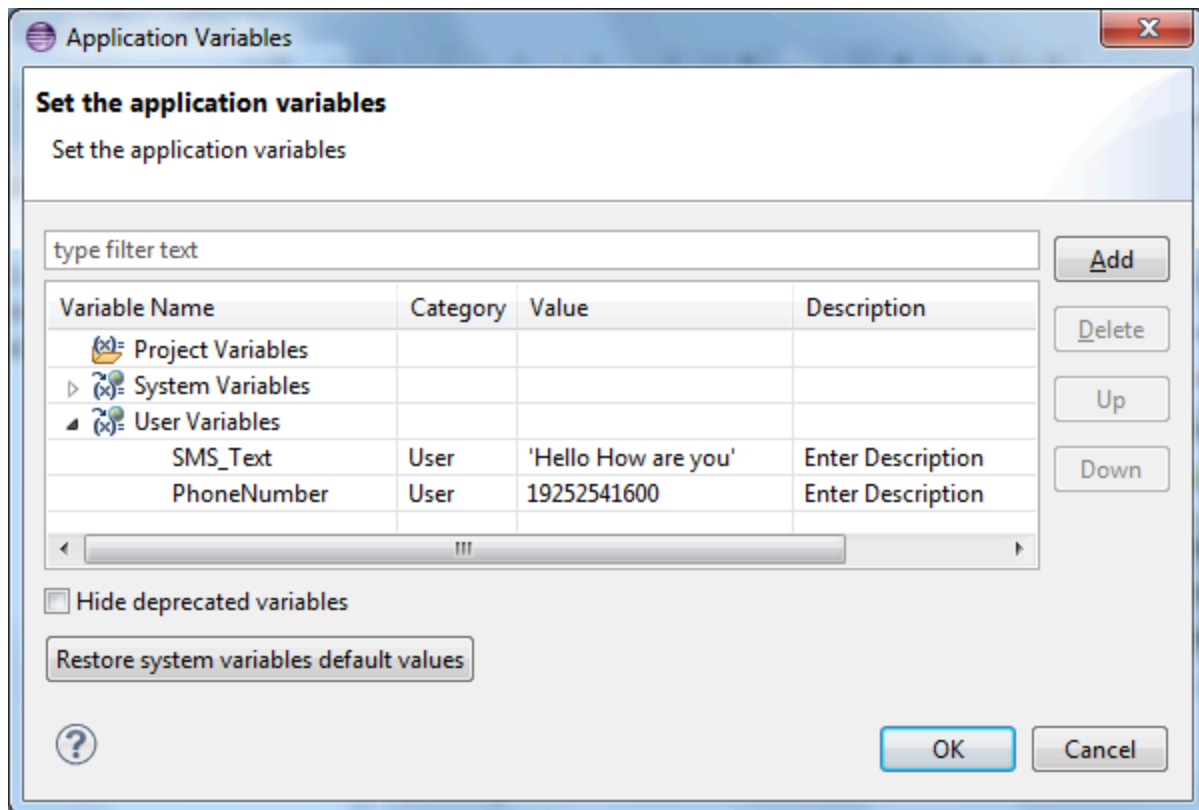 Application Variables
Set the application variables
Set the application variables
type filter text
Add
Variable Name Category Value Description
Delete
Project Variables
System Variables
Up
User Variables
SMS_Text User 'Hello How are you' Enter Description
Down
PhoneNumber User 19252541600 Enter Description
Hide deprecated variables
Restore system variables default values
OK Cancel